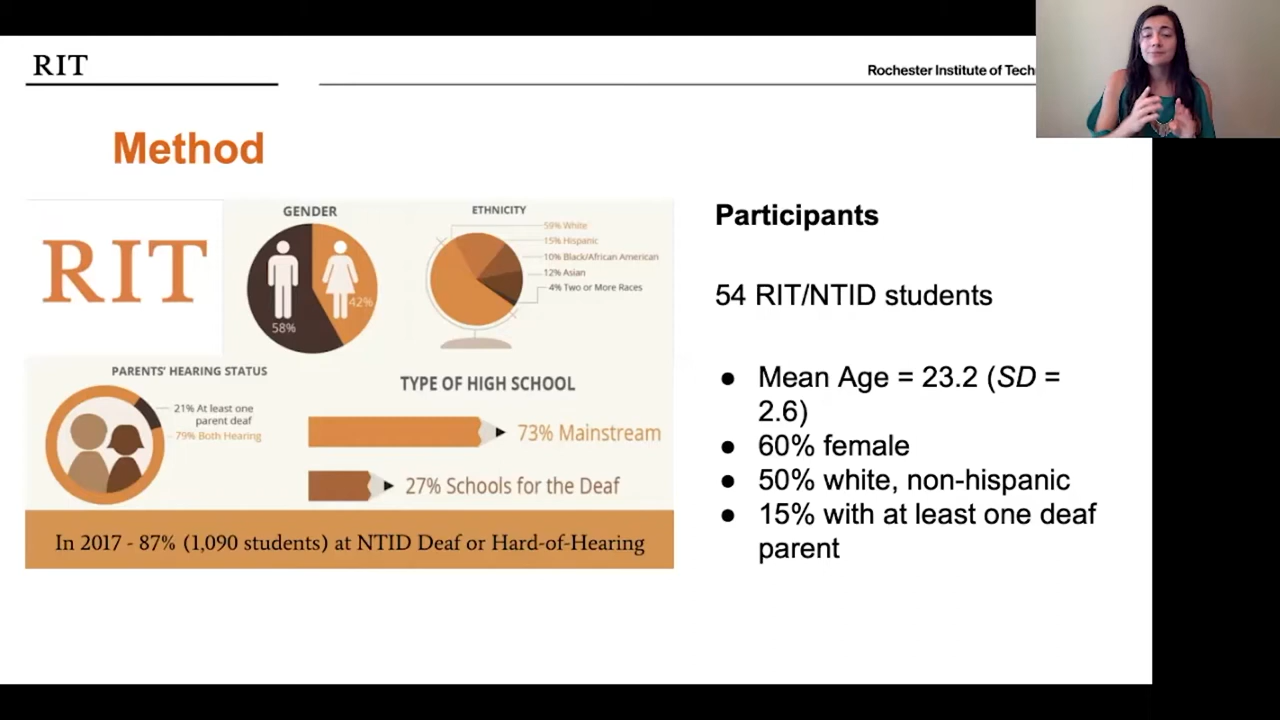 RIT
Rochester Institute of Tech
Method
RIT
GENDER
58%
42%
ETHNICITY
59% White
15% Hispanic
10% Black/African American
12% Asian
4% Two or More Races
PARENTS' HEARING STATUS
21% At least one
parent deaf
79% Both Hearing
TYPE OF HIGH SCHOOL
73% Mainstream
27% Schools for the Deaf
In 2017 - 87% (1,090 students) at NTID Deaf or Hard-of-Hearing
Participants
54 RIT/NTID students
● Mean Age = 23.2 (SD =
2.6)
● 60% female
● 50% white, non-hispanic
● 15% with at least one deaf
parent